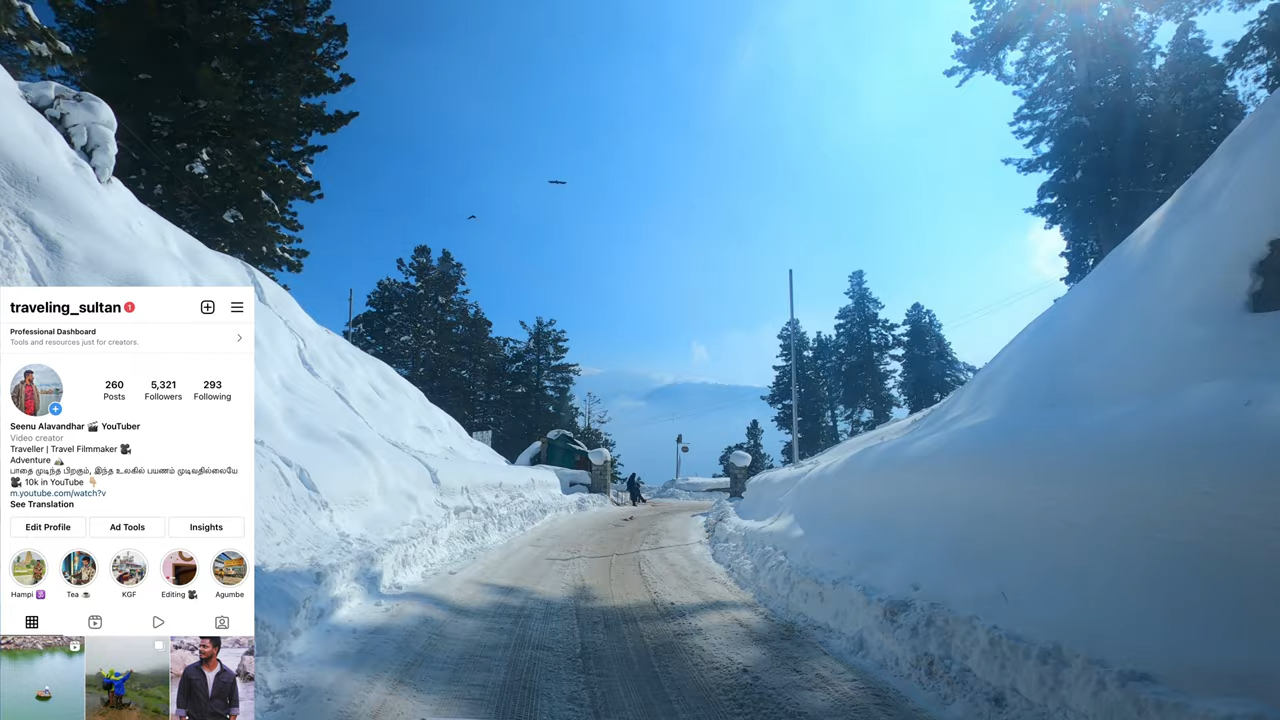 traveling_sultan 1
Professional Dashboard
Tools and resources just for creators.
260 5,321 293
Posts Followers Following
Seenu Alavandhar 🎬 YouTuber
Video creator
Traveller | Travel Filmmaker 🎥
Adventure 🏔️
பாதை முடிந்த பிறகும், இந்த உலகில் பயணம் முடிவதில்லையே
🎥 10k in YouTube 👇🏻
m.youtube.com/watch?v
See Translation
Edit Profile Ad Tools Insights
Hampi 🕉️ Tea ☕ KGF Editing 🎥 Agumbe